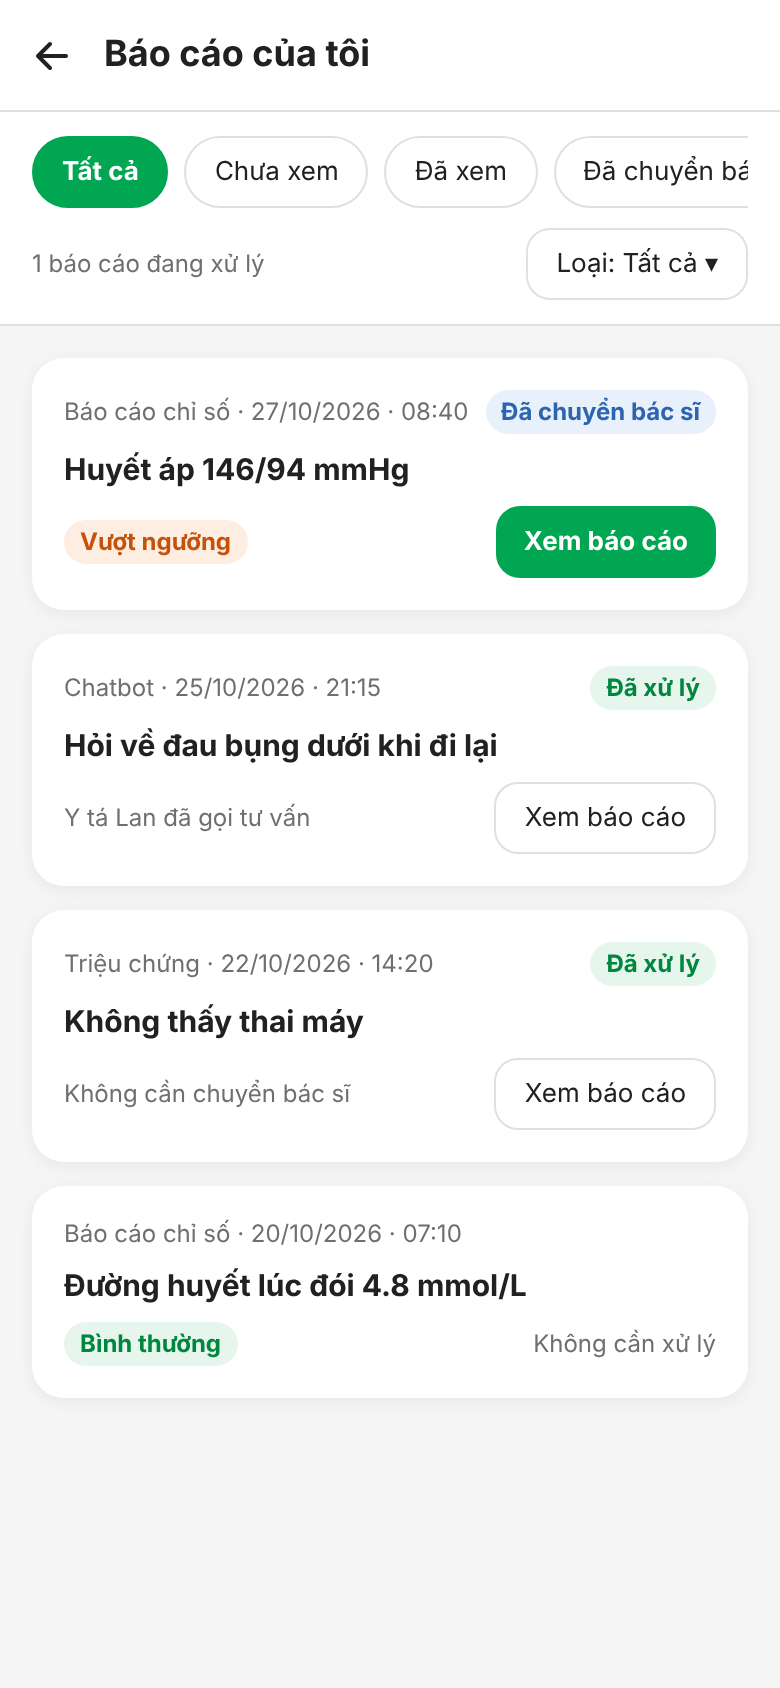 Báo cáo của tôi
Tất cả
Chưa xem
Đã xem
Đã chuyển bá
1 báo cáo đang xử lý
Loại: Tất cả ▾
Báo cáo chỉ số · 27/10/2026 · 08:40
Đã chuyển bác sĩ
Huyết áp 146/94 mmHg
Vượt ngưỡng
Xem báo cáo
Chatbot · 25/10/2026 · 21:15
Đã xử lý
Hỏi về đau bụng dưới khi đi lại
Y tá Lan đã gọi tư vấn
Xem báo cáo
Triệu chứng · 22/10/2026 · 14:20
Đã xử lý
Không thấy thai máy
Không cần chuyển bác sĩ
Xem báo cáo
Báo cáo chỉ số · 20/10/2026 · 07:10
Đường huyết lúc đói 4.8 mmol/L
Bình thường
Không cần xử lý